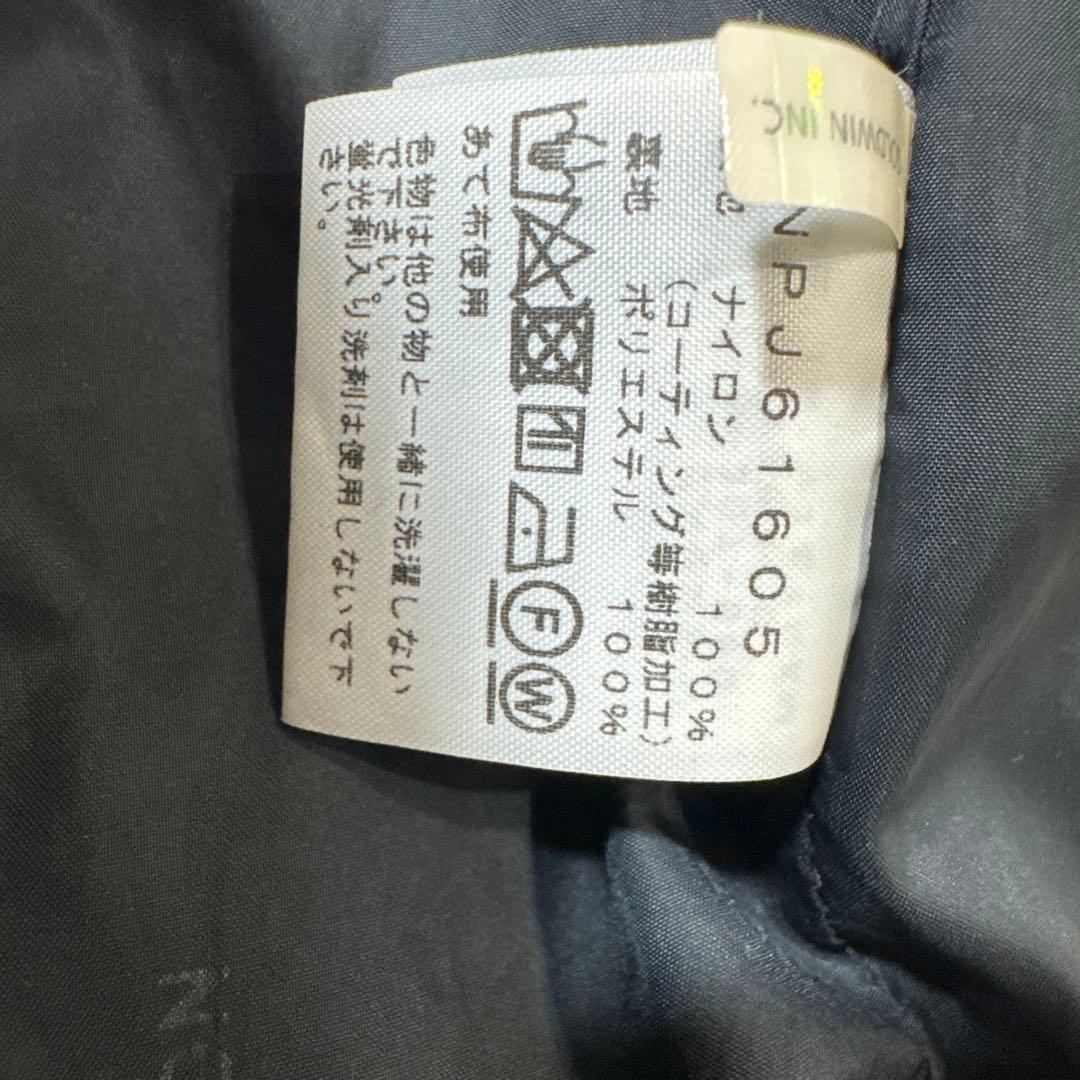 GOLDWIN INC.
NPJ61605
地 ナイロン 100%
(コーティング等樹脂加工)
裏地 ポリエステル 100%
F W
あて布使用
色物は他の物と一緒に洗濯しない
で下さい。
蛍光剤入り洗剤は使用しないで下
さい。